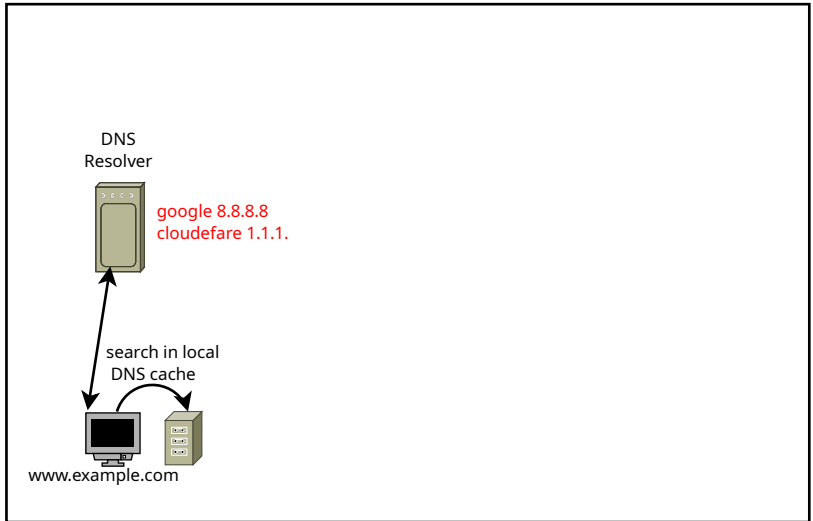 DNS
Resolver
google 8.8.8.8
cloudefare 1.1.1.
search in local
DNS cache
www.example.com